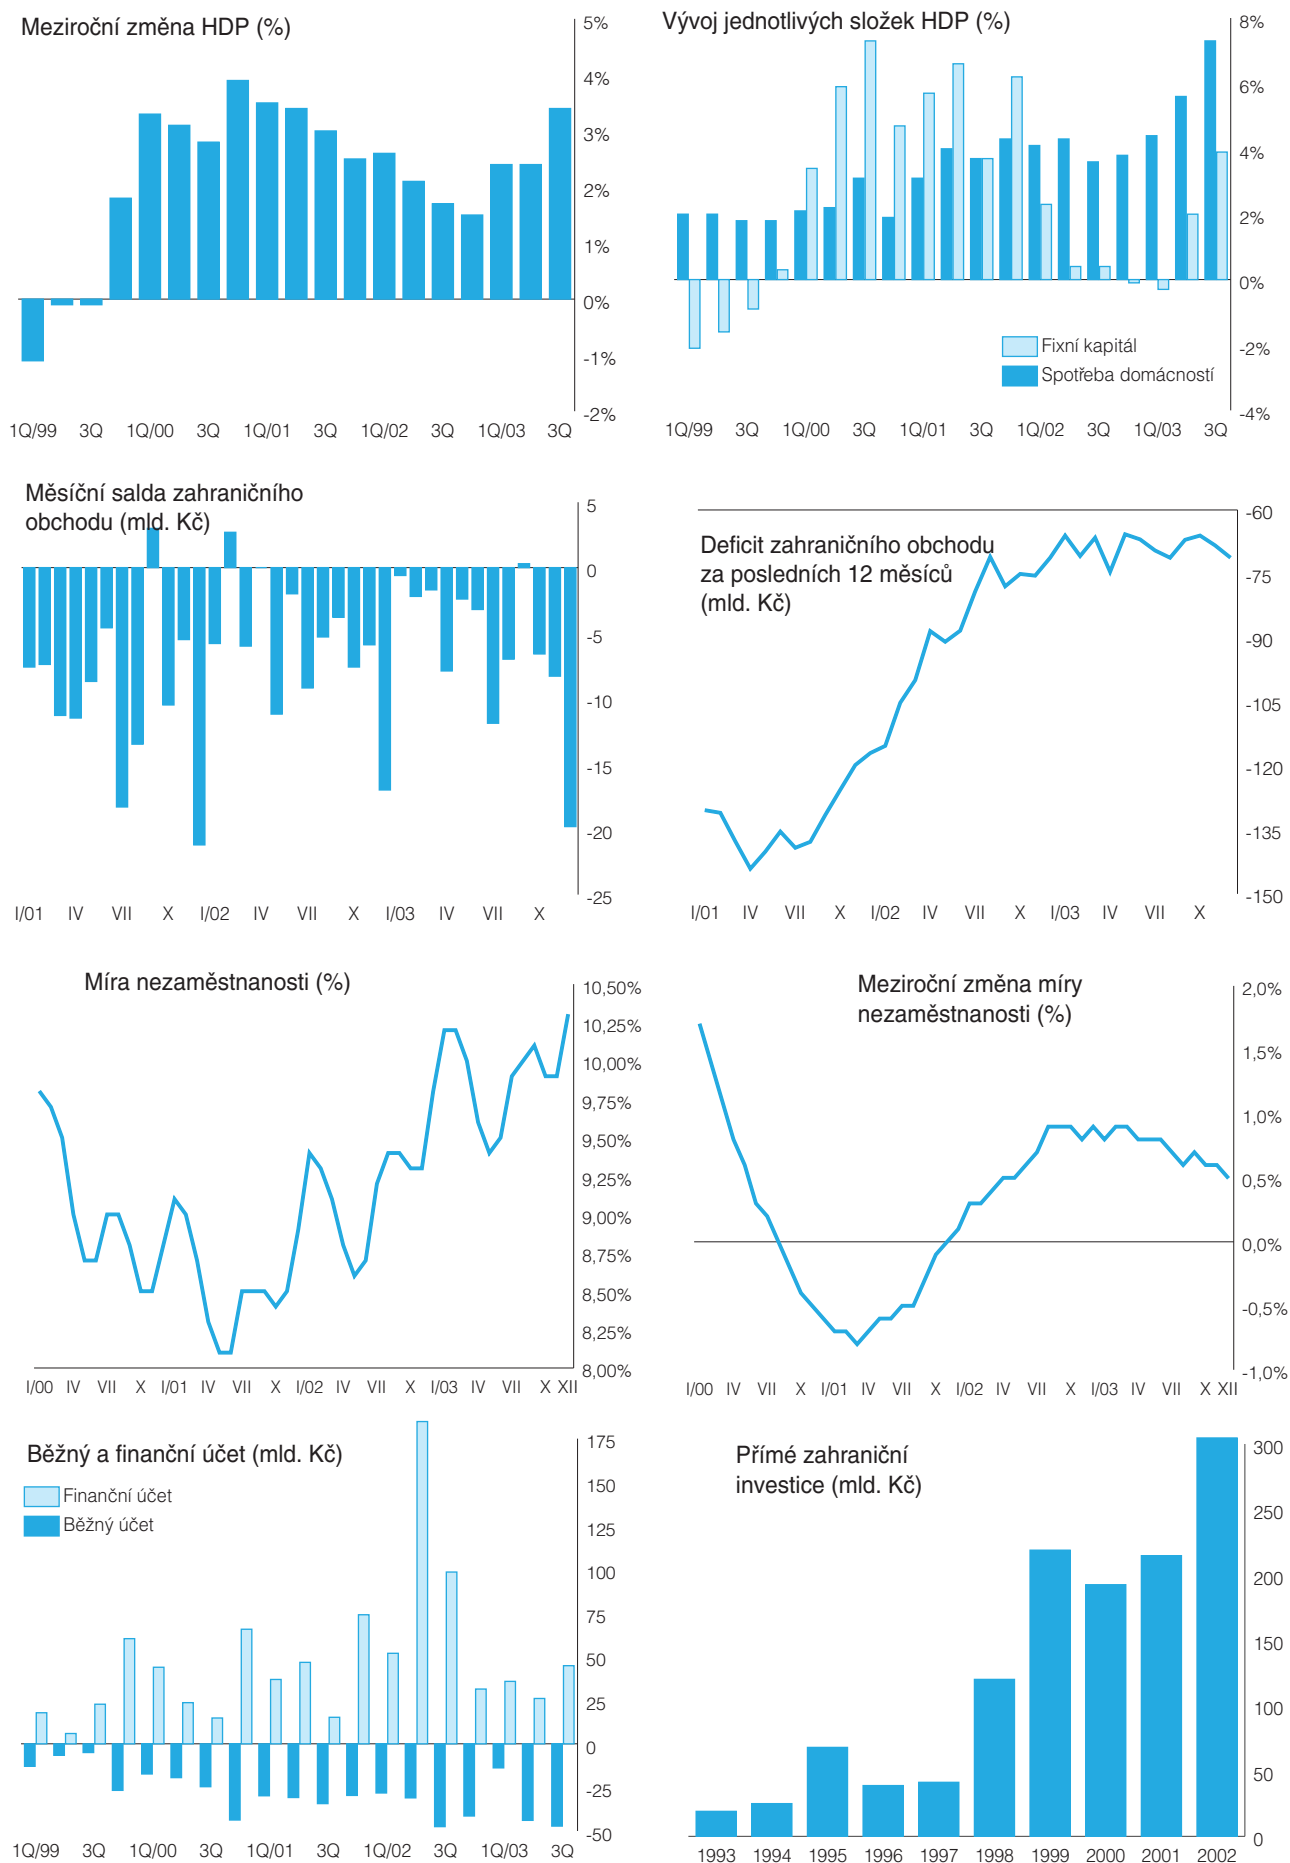 Meziroční změna HDP (%)
5%
4%
3%
2%
1%
0%
-1%
-2%
1Q/99 3Q 1Q/00 3Q 1Q/01 3Q 1Q/02 3Q 1Q/03 3Q
Vývoj jednotlivých složek HDP (%)
8%
6%
4%
2%
0%
-2%
-4%
Fixní kapitál
Spotřeba domácností
1Q/99 3Q 1Q/00 3Q 1Q/01 3Q 1Q/02 3Q 1Q/03 3Q
Měsíční salda zahraničního
obchodu (mld. Kč)
5
0
-5
-10
-15
-20
-25
I/01 IV VII X I/02 IV VII X I/03 IV VII X
Deficit zahraničního obchodu
za posledních 12 měsíců
(mld. Kč)
-60
-75
-90
-105
-120
-135
-150
I/01 IV VII X I/02 IV VII X I/03 IV VII X
Míra nezaměstnanosti (%)
10,50%
10,25%
10,00%
9,75%
9,50%
9,25%
9,00%
8,75%
8,50%
8,25%
8,00%
I/00 IV VII X I/01 IV VII X I/02 IV VII X I/03 IV VII X XII
Meziroční změna míry
nezaměstnanosti (%)
2,0%
1,5%
1,0%
0,5%
0,0%
-0,5%
-1,0%
I/00 IV VII X I/01 IV VII X I/02 IV VII X I/03 IV VII X XII
Běžný a finanční účet (mld. Kč)
Finanční účet
Běžný účet
175
150
125
100
75
50
25
0
-25
-50
1Q/99 3Q 1Q/00 3Q 1Q/01 3Q 1Q/02 3Q 1Q/03 3Q
Přímé zahraniční
investice (mld. Kč)
300
250
200
150
100
50
0
1993 1994 1995 1996 1997 1998 1999 2000 2001 2002